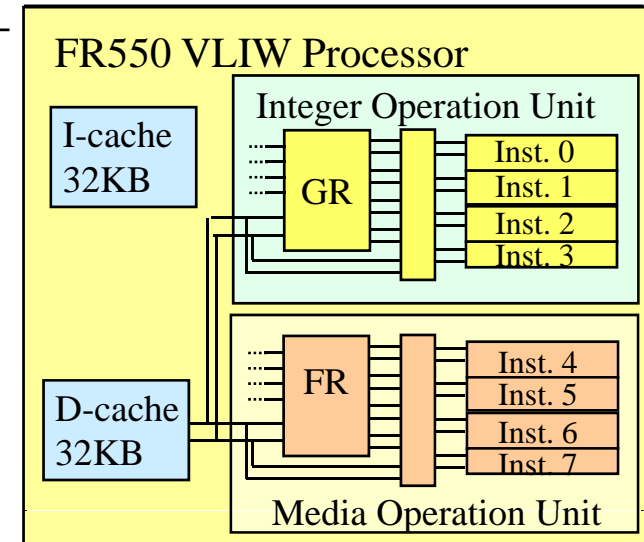 FR550 VLIW Processor
I-cache
32KB
Integer Operation Unit
GR
Inst. 0
Inst. 1
Inst. 2
Inst. 3
D-cache
32KB
FR
Inst. 4
Inst. 5
Inst. 6
Inst. 7
Media Operation Unit